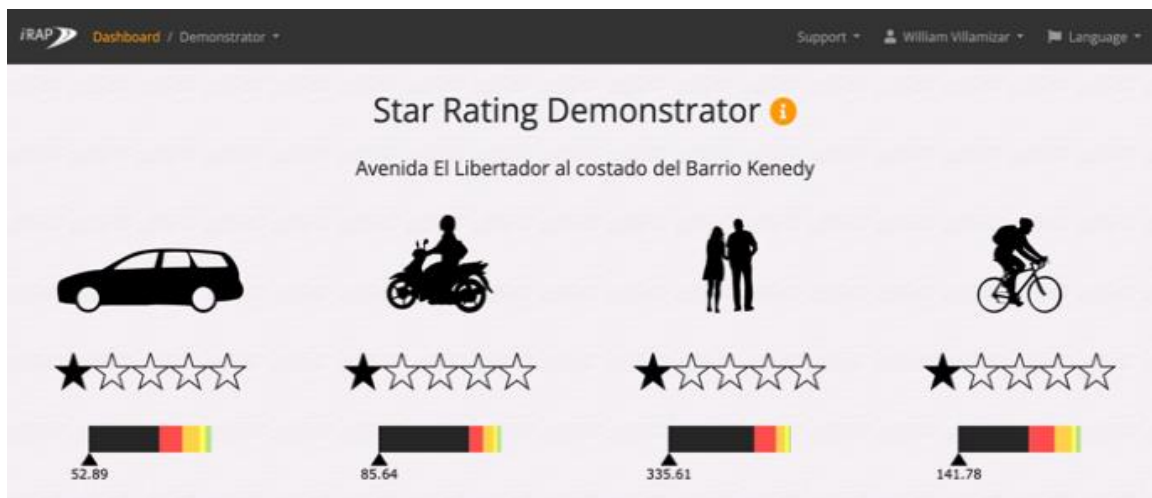 iRAP Dashboard / Demonstrator Support William Villamizar Language
Star Rating Demonstrator i
Avenida El Libertador al costado del Barrio Kenedy
52.89 85.64 335.61 141.78